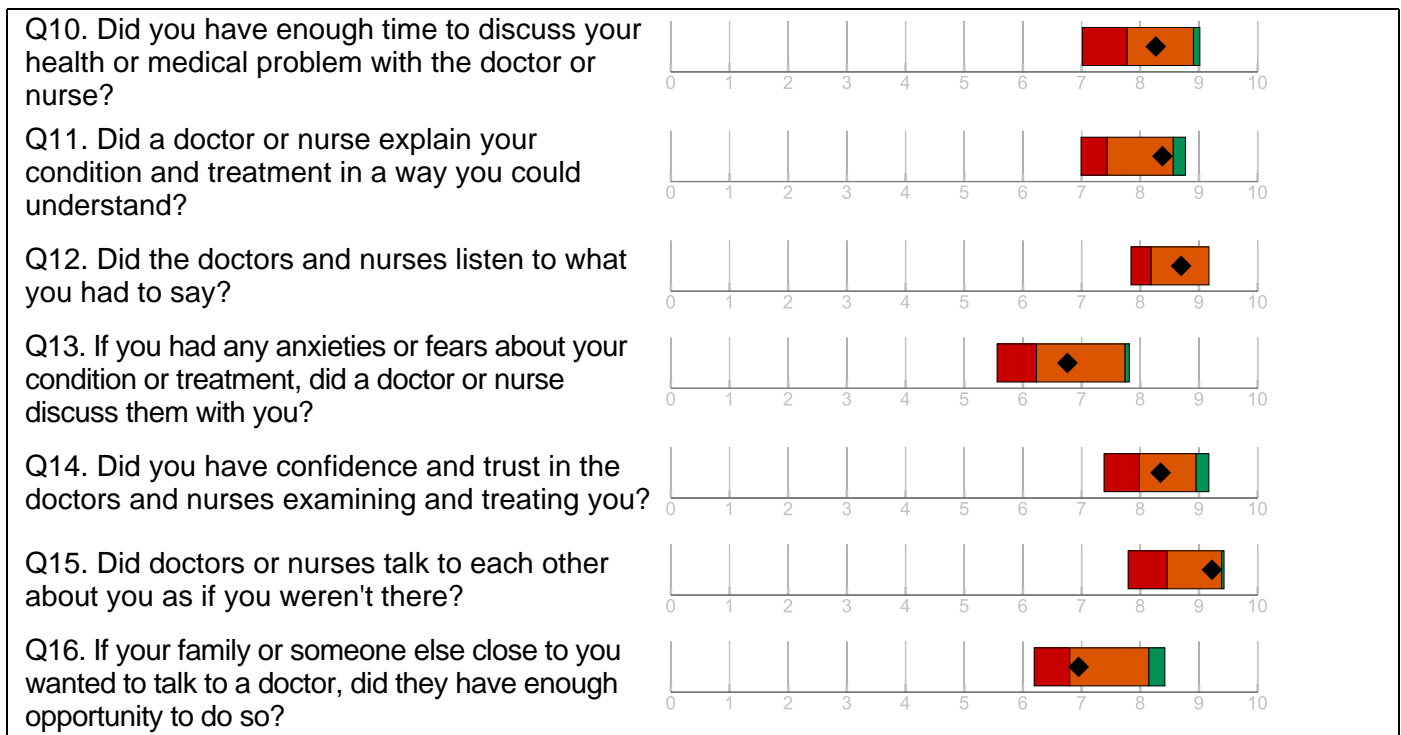 Q10. Did you have enough time to discuss your
health or medical problem with the doctor or
nurse?
0 1 2 3 4 5 6 7 8 9 10
Q11. Did a doctor or nurse explain your
condition and treatment in a way you could
understand?
0 1 2 3 4 5 6 7 8 9 10
Q12. Did the doctors and nurses listen to what
you had to say?
0 1 2 3 4 5 6 7 8 9 10
Q13. If you had any anxieties or fears about your
condition or treatment, did a doctor or nurse
discuss them with you?
0 1 2 3 4 5 6 7 8 9 10
Q14. Did you have confidence and trust in the
doctors and nurses examining and treating you?
0 1 2 3 4 5 6 7 8 9 10
Q15. Did doctors or nurses talk to each other
about you as if you weren't there?
0 1 2 3 4 5 6 7 8 9 10
Q16. If your family or someone else close to you
wanted to talk to a doctor, did they have enough
opportunity to do so?
0 1 2 3 4 5 6 7 8 9 10